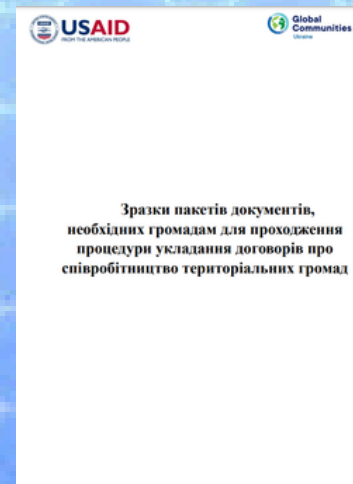 USAID
FROM THE AMERICAN PEOPLE
Global
Communities
Ukraine
Зразки пакетів документів,
необхідних громадам для проходження
процедури укладання договорів про
співробітництво територіальних громад